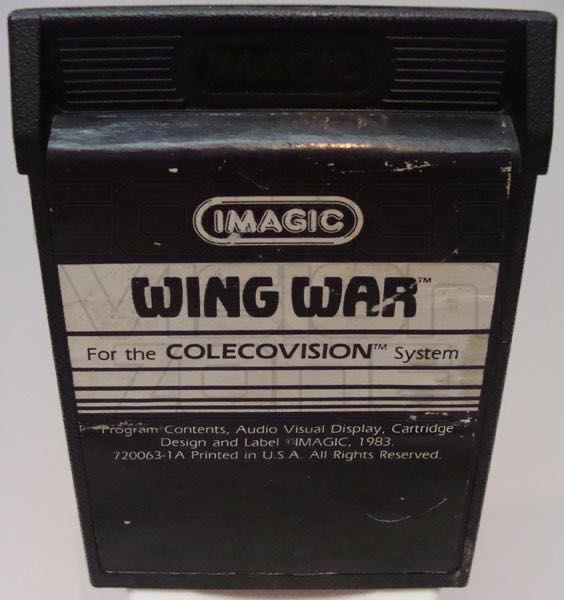 IMAGIC
IMAGIC
WING WAR™
For the COLECOVISION™ System
Program Contents, Audio Visual Display, Cartridge
Design and Label ©IMAGIC, 1983.
720063-1A Printed in U.S.A. All Rights Reserved.